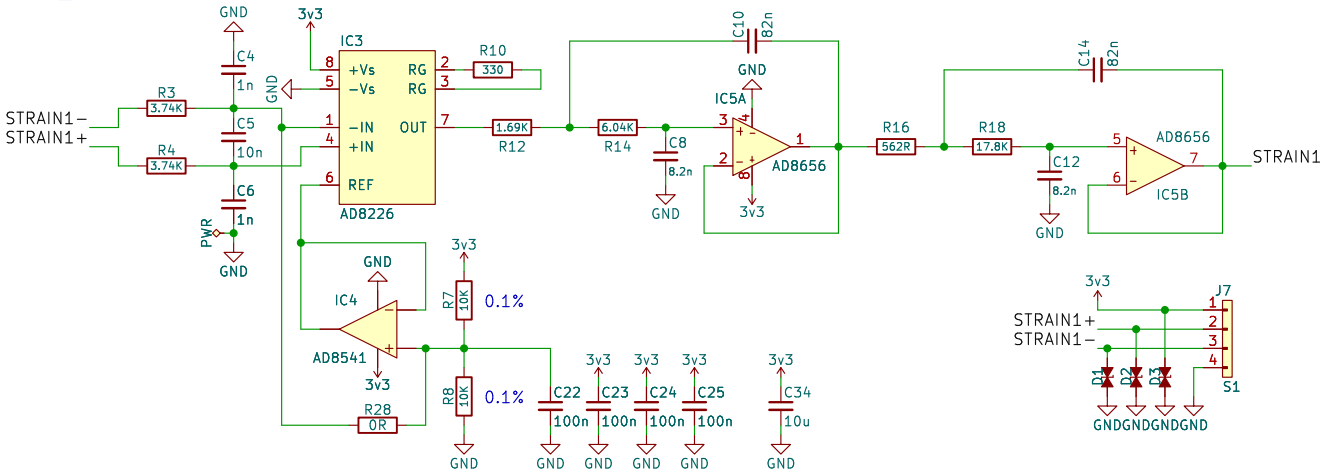 GND
C4
1n
R3
3.74K
STRAIN1-
STRAIN1+
C5
10n
R4
3.74K
C6
1n
PWR
GND
3v3
IC3
GND
8
+Vs
5
-Vs
1
-IN
4
+IN
6
REF
RG
2
RG
3
OUT
7
AD8226
R10
330
1.69K
R12
6.04K
R14
C10
82n
GND
IC5A
4
3
+
-
2
-
+
8
1
AD8656
3v3
C8
8.2n
GND
R16
562R
R18
17.8K
C14
82n
C12
8.2n
GND
5
+
6
-
7
AD8656
IC5B
STRAIN1
GND
IC4
-
+
AD8541
3v3
R28
0R
3v3
R7
10K
0.1%
R8
10K
0.1%
GND
C22
100n
GND
3v3
C23
100n
GND
3v3
C24
100n
GND
3v3
C25
100n
GND
3v3
C34
10u
GND
3v3
STRAIN1+
STRAIN1-
J7
1
2
3
4
S1
D1
D2
D3
GND
GND
GND
GND